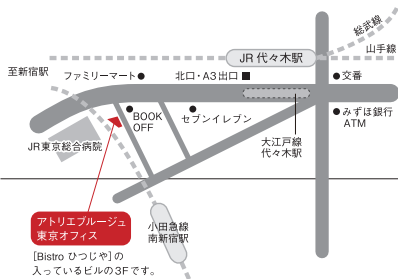 総武線
JR 代々木駅
山手線
至新宿駅
ファミリーマート
北口・A3出口
交番
BOOK
OFF
セブンイレブン
みずほ銀行
ATM
大江戸線
代々木駅
JR東京総合病院
アトリエブルージュ
東京オフィス
小田急線
南新宿駅
［Bistro ひつじや］の
入っているビルの3Fです。